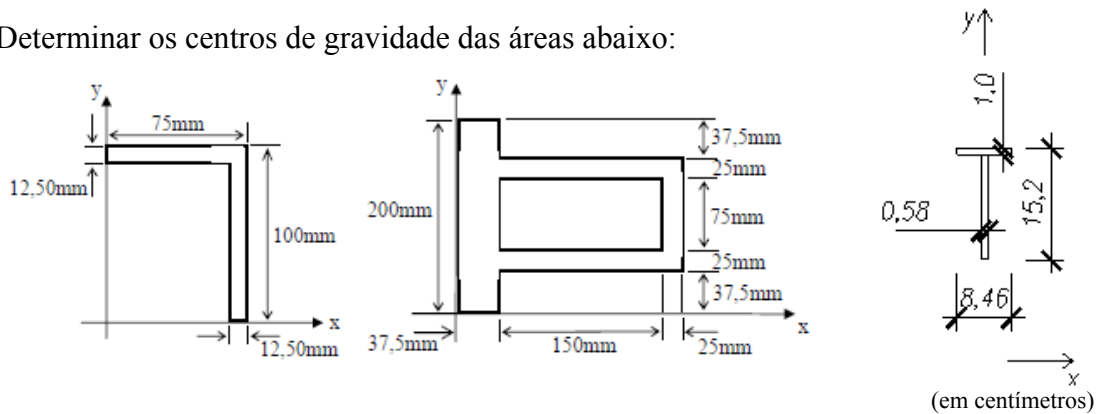 Determinar os centros de gravidade das áreas abaixo:
y
75mm
12,50mm
100mm
x
12,50mm
y
37,5mm
25mm
200mm
75mm
25mm
37,5mm
x
37,5mm
150mm
25mm
y
1,0
0,58
15,2
8,46
x
(em centímetros)